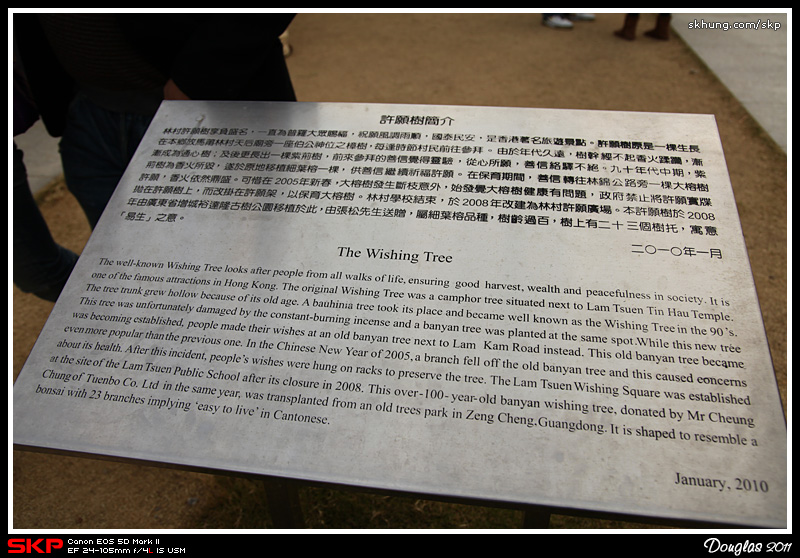 skhung.com/skp
許願樹簡介
林村許願樹享負盛名，一直為普羅大眾賜福，祝願風調雨順，國泰民安，是香港著名旅遊景點。許願樹原是一棵生長
在本鄉放馬莆林村天后廟旁一座伯公神位之樟樹，每逢時節村民前往參拜。由於年代久遠，樹幹經不起香火蹂躪，漸
漸成為通心樹；及後更長出一棵紫荊樹，前來參拜的善信覺得靈驗，從心所願，善信絡驛不絕。九十年代中期，紫
荊樹為香火所毀，遂於原地移植細葉榕一棵，供善信繼續祈福許願。在保育期間，善信轉往林錦公路旁一棵大榕樹
許願，香火依然鼎盛。可惜在2005年新春，大榕樹發生斷枝意外，始發覺大榕樹健康有問題，政府禁止將許願寶牒
拋在許願樹上，而改掛在許願架，以保育大榕樹。林村學校結束，於2008年改建為林村許願廣場。本許願樹於2008
年由廣東省增城裕達隆古樹公園移植於此，由張松先生送贈，屬細葉榕品種，樹齡過百，樹上有二十三個樹托，寓意
「易生」之意。
二〇一〇年一月
The Wishing Tree
The well-known Wishing Tree looks after people from all walks of life, ensuring good harvest, wealth and peacefulness in society. It is
one of the famous attractions in Hong Kong. The original Wishing Tree was a camphor tree situated next to Lam Tsuen Tin Hau Temple.
The tree trunk grew hollow because of its old age. A bauhinia tree took its place and became well known as the Wishing Tree in the 90's.
This tree was unfortunately damaged by the constant-burning incense and a banyan tree was planted at the same spot.While this new tree
was becoming established, people made their wishes at an old banyan tree next to Lam Kam Road instead. This old banyan tree became
even more popular than the previous one. In the Chinese New Year of 2005, a branch fell off the old banyan tree and this caused concerns
about its health. After this incident, people's wishes were hung on racks to preserve the tree. The Lam Tsuen Wishing Square was established
at the site of the Lam Tsuen Public School after its closure in 2008. This over-100-year-old banyan wishing tree, donated by Mr Cheung
Chung of Tuenbo Co. Ltd in the same year, was transplanted from an old trees park in Zeng Cheng, Guangdong. It is shaped to resemble a
bonsai with 23 branches implying 'easy to live' in Cantonese.
January, 2010
SKP Canon EOS 5D Mark II
EF 24-105mm f/4L IS USM
Douglas 2011